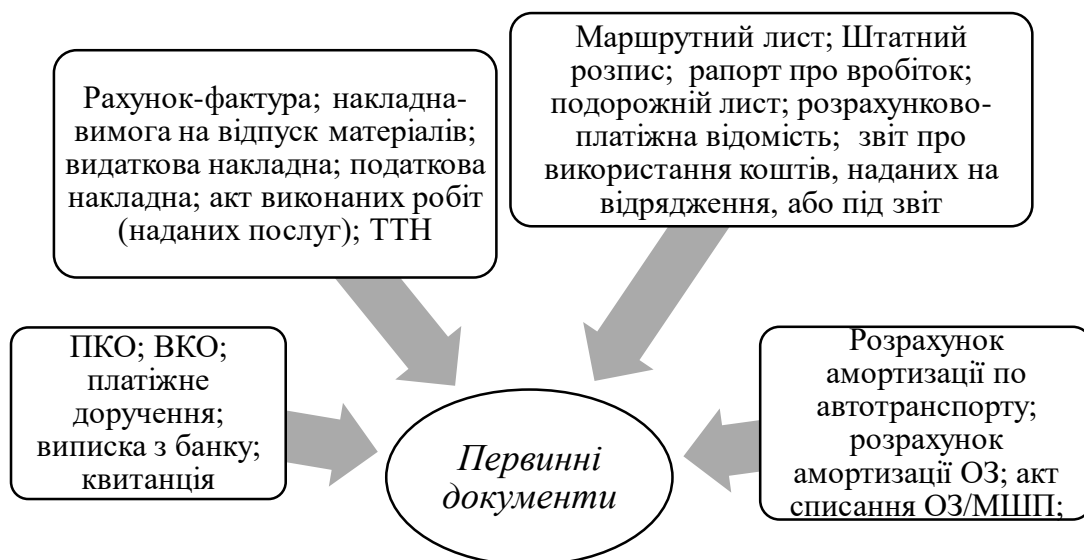 Рахунок-фактура; накладна-
вимога на відпуск матеріалів;
видаткова накладна; податкова
накладна; акт виконаних робіт
(наданих послуг); ТТН
Маршрутний лист; Штатний
розпис; рапорт про вробіток;
подорожній лист; розрахунково-
платіжна відомість; звіт про
використання коштів, наданих на
відрядження, або під звіт
ПКО; ВКО;
платіжне
доручення;
виписка з банку;
квитанція
Первинні
документи
Розрахунок
амортизації по
автотранспорту;
розрахунок
амортизації ОЗ; акт
списання ОЗ/МШП;